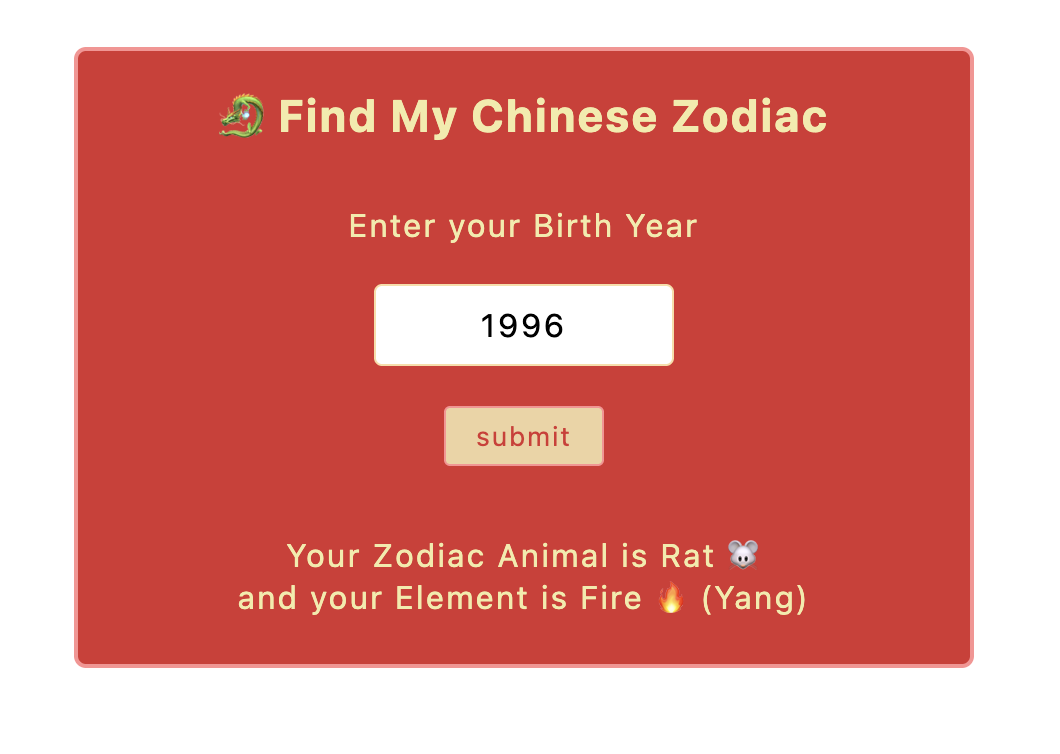 🐉 Find My Chinese Zodiac
Enter your Birth Year
1996
submit
Your Zodiac Animal is Rat 🐭
and your Element is Fire 🔥 (Yang)